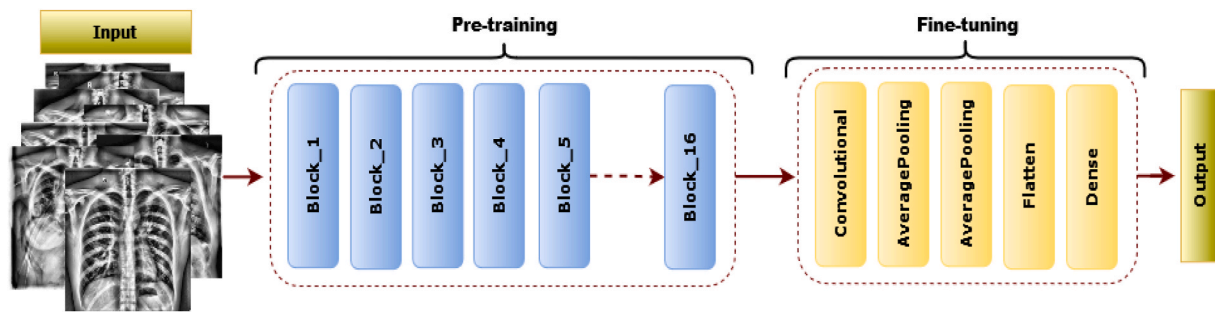 Input
Pre-training
Fine-tuning
Block_1
Block_2
Block_3
Block_4
Block_5
Block_16
Convolutional
AveragePooling
AveragePooling
Flatten
Dense
Output